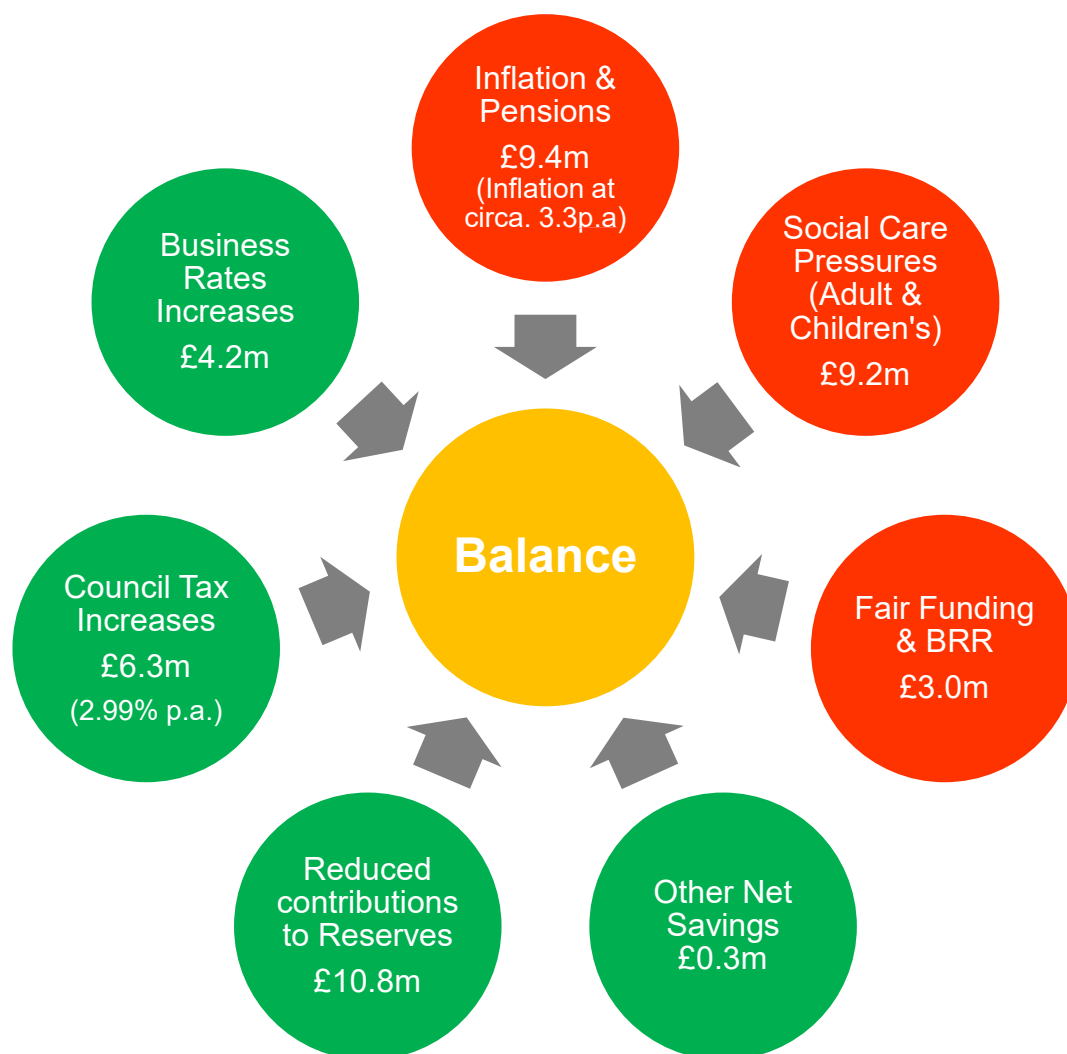 Inflation &
Pensions
£9.4m
(Inflation at
circa. 3.3p.a)
Social Care
Pressures
(Adult &
Children's)
£9.2m
Fair Funding
& BRR
£3.0m
Other Net
Savings
£0.3m
Reduced
contributions
to Reserves
£10.8m
Council Tax
Increases
£6.3m
(2.99% p.a.)
Business
Rates
Increases
£4.2m
Balance